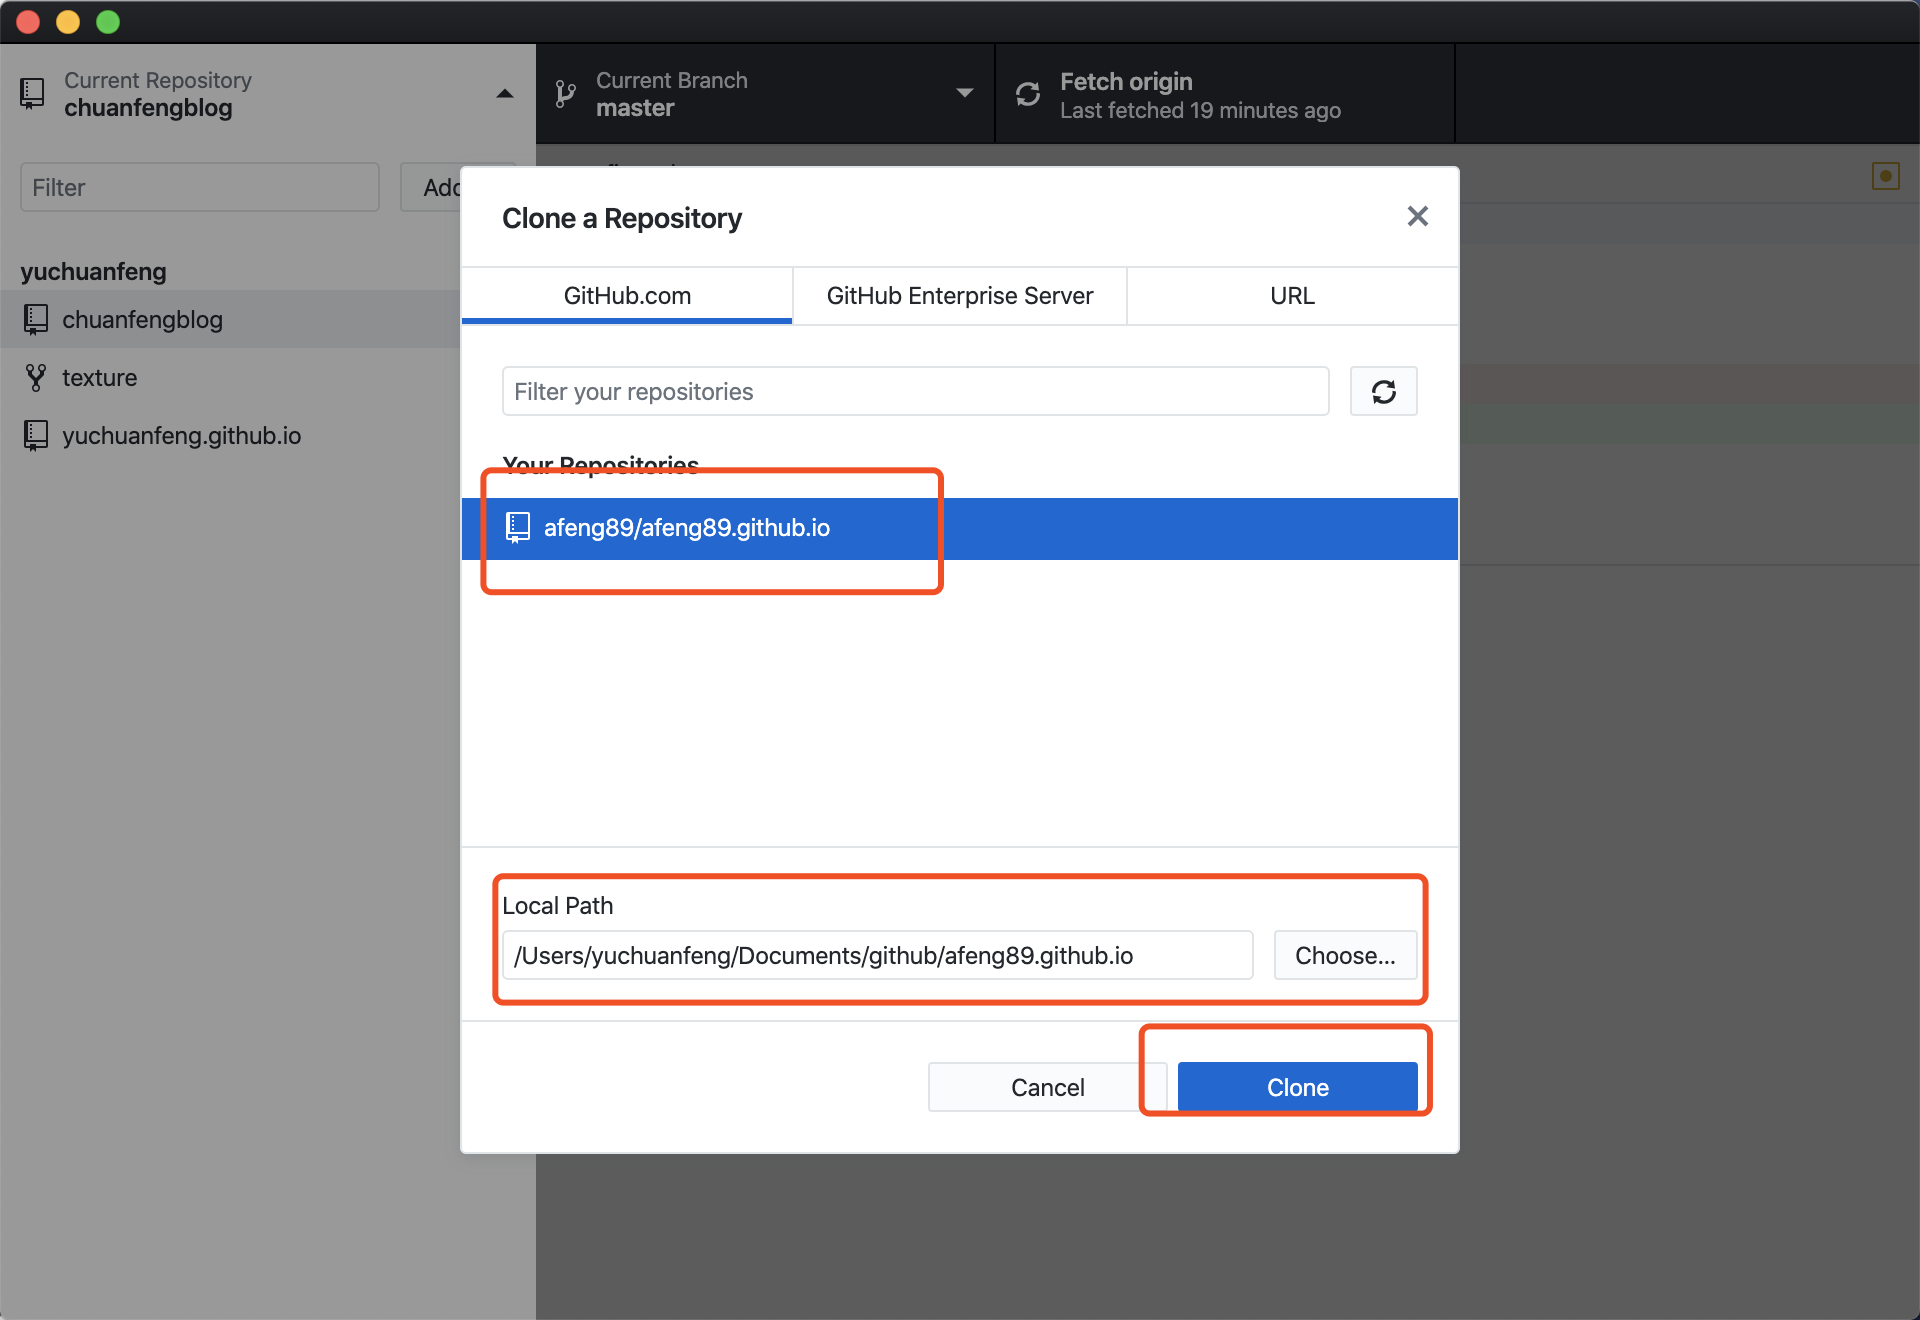 Current Repository
chuanfengblog
Current Branch
master
Fetch origin
Last fetched 19 minutes ago
Filter
yuchuanfeng
chuanfengblog
texture
yuchuanfeng.github.io
Clone a Repository
GitHub.com
GitHub Enterprise Server
URL
Filter your repositories
Your Repositories
afeng89/afeng89.github.io
Local Path
/Users/yuchuanfeng/Documents/github/afeng89.github.io
Choose...
Cancel
Clone